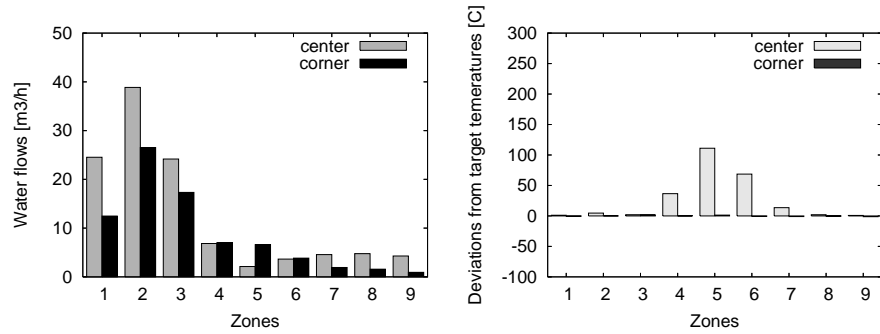 50
40
30
20
10
0
Water flows [m3/h]
center
corner
1 2 3 4 5 6 7 8 9
Zones
300
250
200
150
100
50
0
-50
-100
Deviations from target temeratures [C]
center
corner
1 2 3 4 5 6 7 8 9
Zones